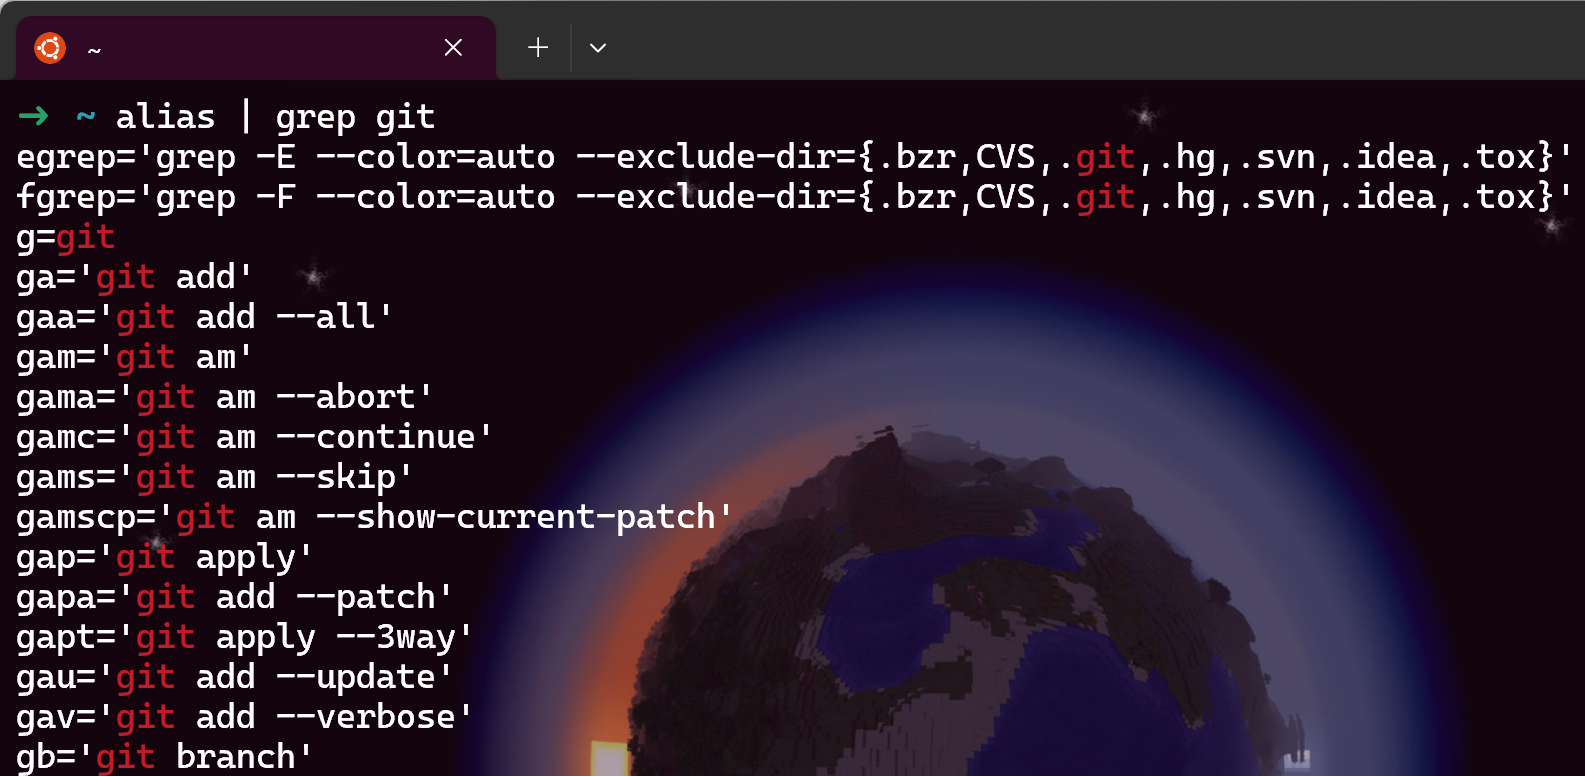 ~
→ ~ alias | grep git
egrep='grep -E --color=auto --exclude-dir={.bzr,CVS,.git,.hg,.svn,.idea,.tox}'
fgrep='grep -F --color=auto --exclude-dir={.bzr,CVS,.git,.hg,.svn,.idea,.tox}'
g=git
ga='git add'
gaa='git add --all'
gam='git am'
gama='git am --abort'
gamc='git am --continue'
gams='git am --skip'
gamscp='git am --show-current-patch'
gap='git apply'
gapa='git add --patch'
gapt='git apply --3way'
gau='git add --update'
gav='git add --verbose'
gb='git branch'